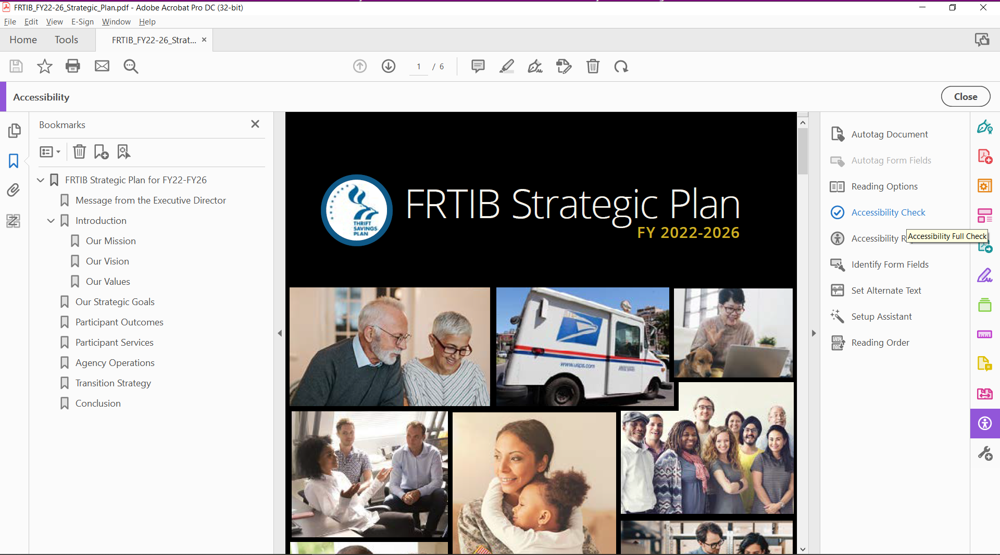 FRTIB_FY22-26_Strategic_Plan.pdf - Adobe Acrobat Pro DC (32-bit)
File Edit View E-Sign Window Help
Home Tools FRTIB_FY22-26_Strat... ×
1 / 6
Accessibility
Close
Bookmarks
FRTIB Strategic Plan for FY22-FY26
Message from the Executive Director
Introduction
Our Mission
Our Vision
Our Values
Our Strategic Goals
Participant Outcomes
Participant Services
Agency Operations
Transition Strategy
Conclusion
THRIFT
SAVINGS
PLAN
FRTIB Strategic Plan
FY 2022-2026
www.usps.com
Autotag Document
Autotag Form Fields
Reading Options
Accessibility Check
Accessibility R
Accessibility Full Check
Identify Form Fields
Set Alternate Text
Setup Assistant
Reading Order